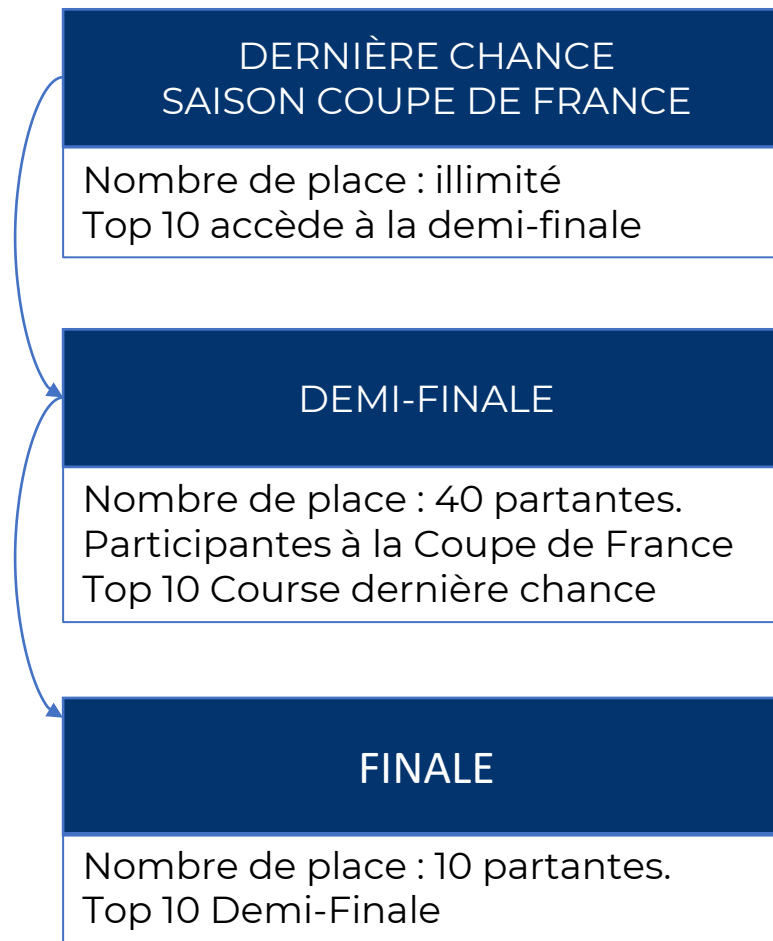 DERNIÈRE CHANCE
SAISON COUPE DE FRANCE
Nombre de place : illimité
Top 10 accède à la demi-finale
DEMI-FINALE
Nombre de place : 40 partantes.
Participantes à la Coupe de France
Top 10 Course dernière chance
FINALE
Nombre de place : 10 partantes.
Top 10 Demi-Finale